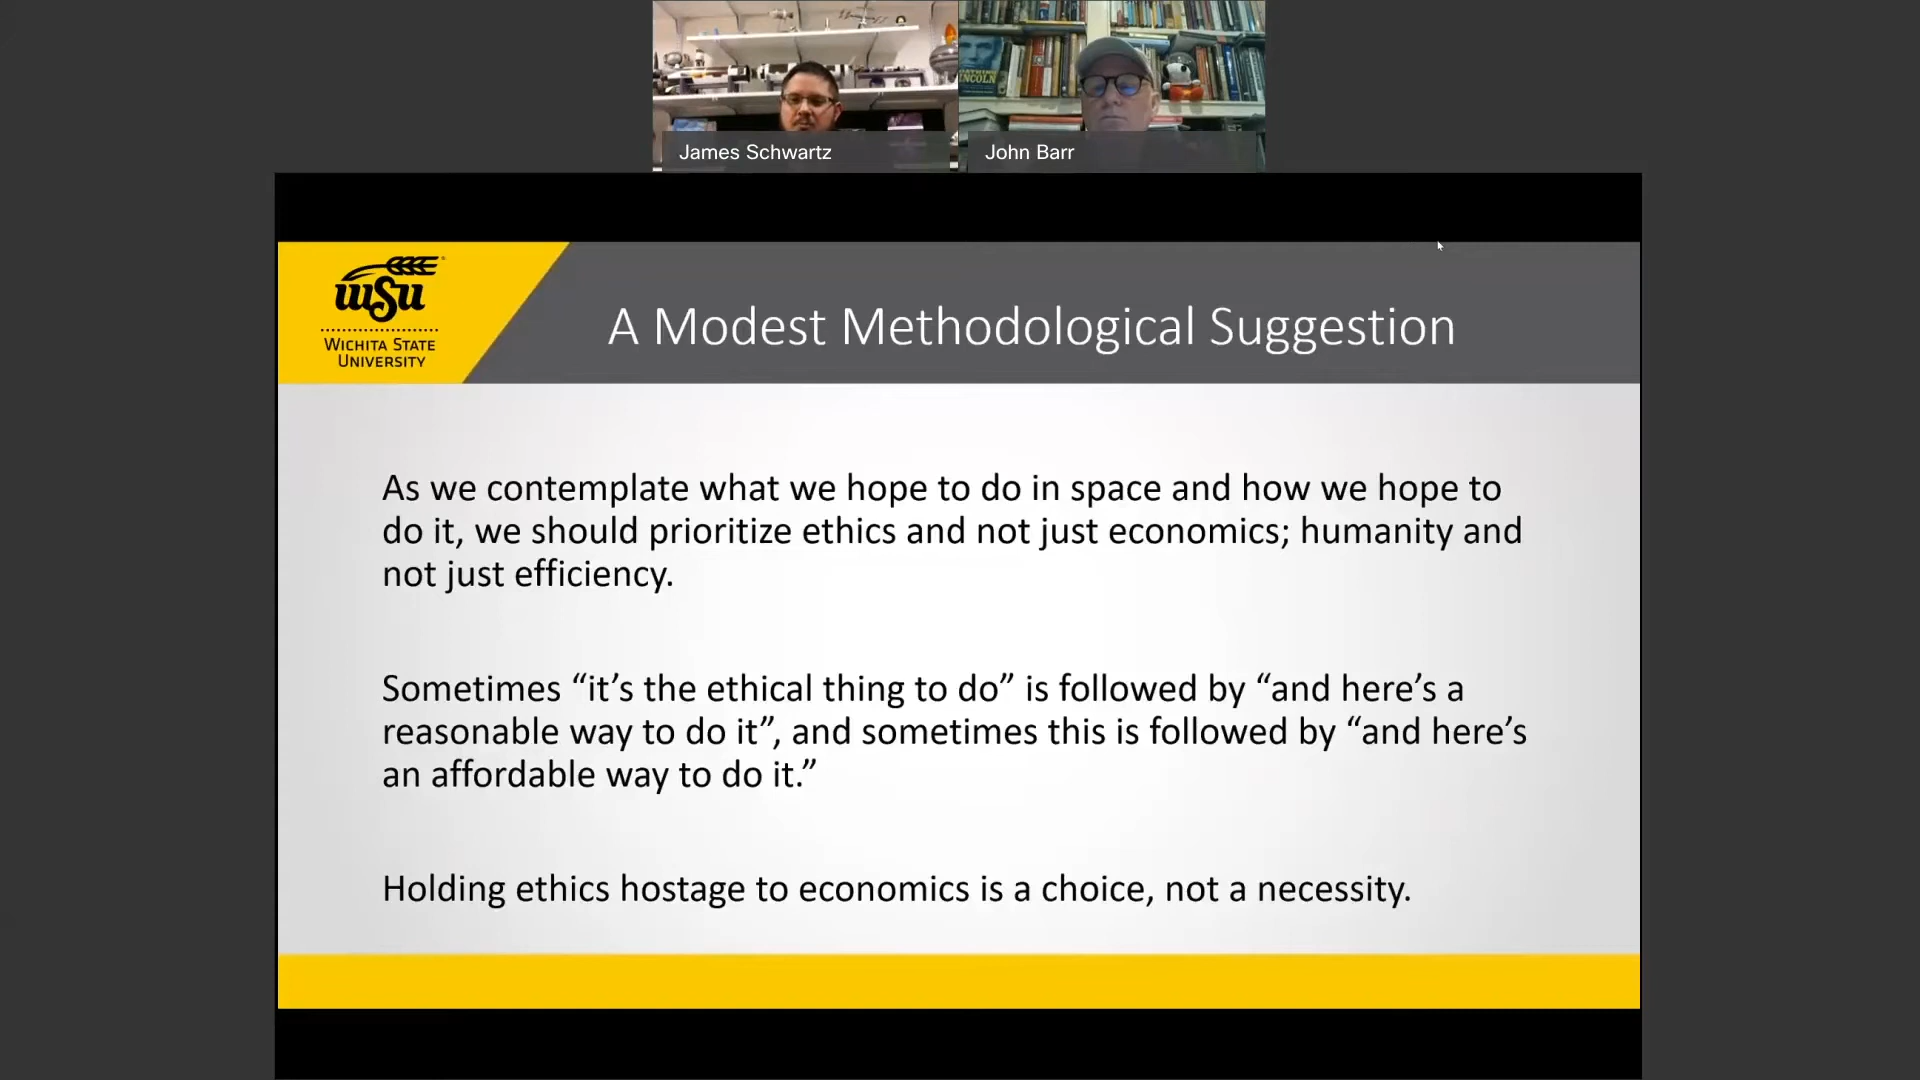 LINCOLN
James Schwartz
John Barr
wsu
WICHITA STATE
UNIVERSITY
A Modest Methodological Suggestion
As we contemplate what we hope to do in space and how we hope to
do it, we should prioritize ethics and not just economics; humanity and
not just efficiency.
Sometimes “it’s the ethical thing to do” is followed by “and here’s a
reasonable way to do it”, and sometimes this is followed by “and here’s
an affordable way to do it.”
Holding ethics hostage to economics is a choice, not a necessity.